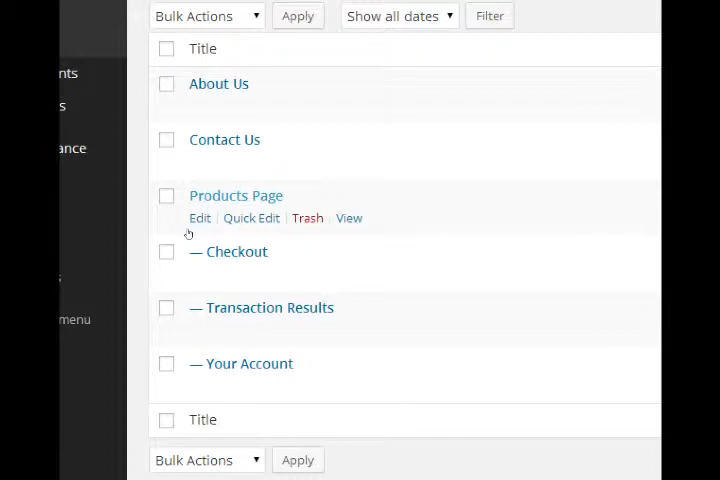 Bulk Actions Apply Show all dates Filter
Title
nts
About Us
s
Contact Us
ance
Products Page
Edit | Quick Edit | Trash | View
— Checkout
s
— Transaction Results
menu
— Your Account
Title
Bulk Actions Apply